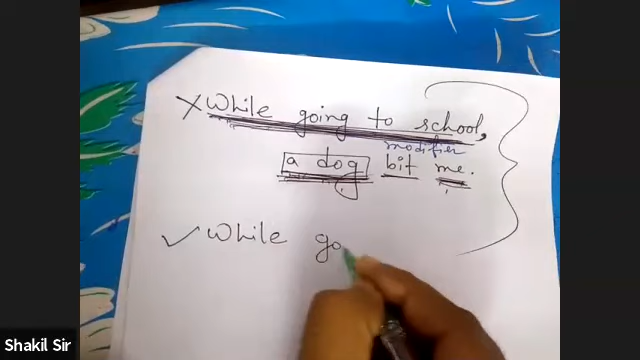 ×While going to school,
modifier
a dog bit me.
✓While go
Shakil Sir